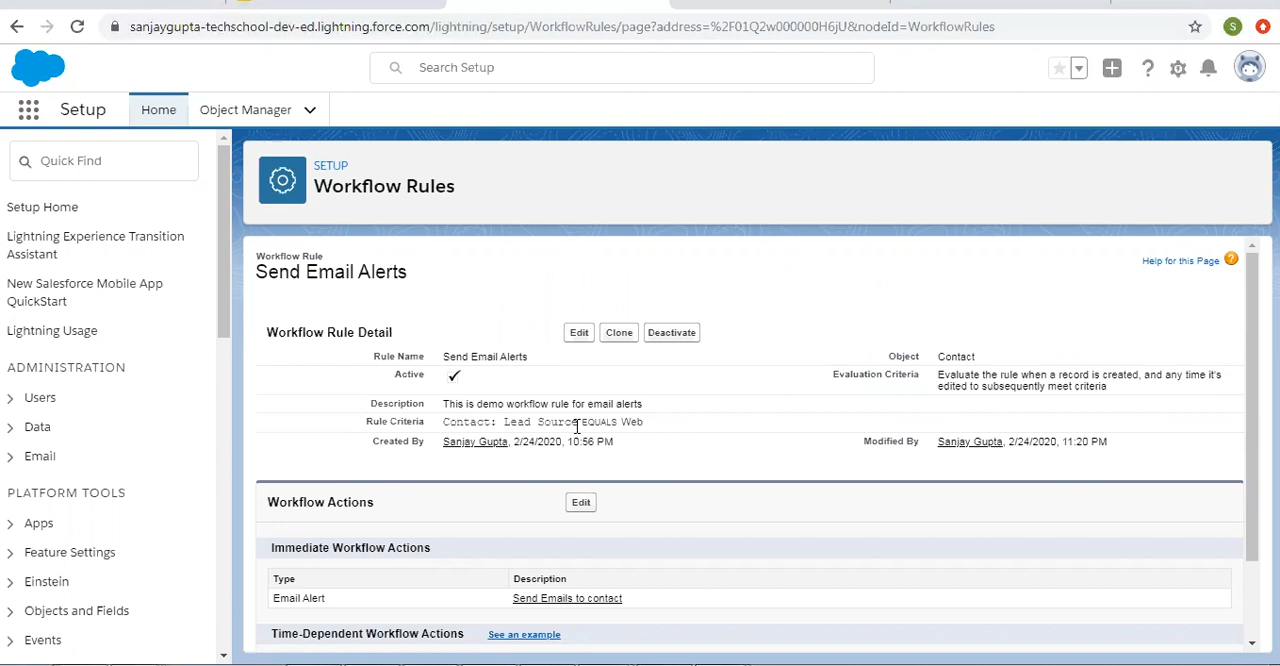 sanjaygupta-techschool-dev-ed.lightning.force.com/lightning/setup/WorkflowRules/page?address=%2F01Q2w000000H6jU&nodeId=WorkflowRules
S
Search Setup
Setup
Home
Object Manager
Quick Find
Setup Home
Lightning Experience Transition
Assistant
New Salesforce Mobile App
QuickStart
Lightning Usage
ADMINISTRATION
Users
Data
Email
PLATFORM TOOLS
Apps
Feature Settings
Einstein
Objects and Fields
Events
SETUP
Workflow Rules
Workflow Rule
Send Email Alerts
Help for this Page ?
Workflow Rule Detail
Edit
Clone
Deactivate
Rule Name Send Email Alerts
Object Contact
Active
Evaluation Criteria Evaluate the rule when a record is created, and any time it's
edited to subsequently meet criteria
Description This is demo workflow rule for email alerts
Rule Criteria Contact: Lead Source EQUALS Web
Created By Sanjay Gupta, 2/24/2020, 10:56 PM
Modified By Sanjay Gupta, 2/24/2020, 11:20 PM
Workflow Actions
Edit
Immediate Workflow Actions
Type Description
Email Alert Send Emails to contact
Time-Dependent Workflow Actions See an example